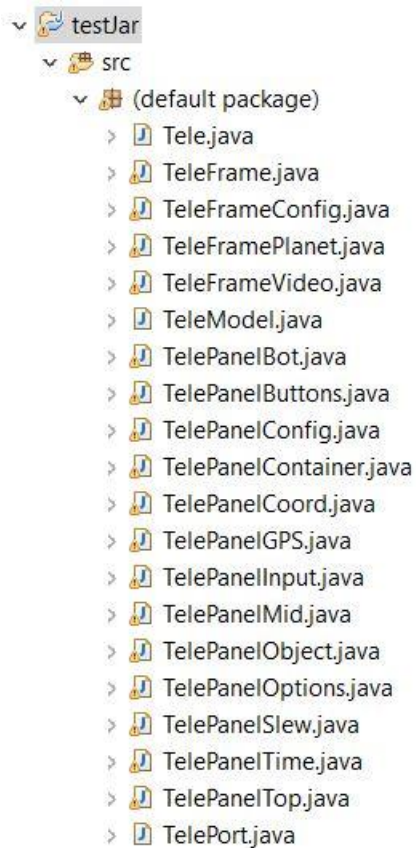 testJar
src
(default package)
Tele.java
TeleFrame.java
TeleFrameConfig.java
TeleFramePlanet.java
TeleFrameVideo.java
TeleModel.java
TelePanelBot.java
TelePanelButtons.java
TelePanelConfig.java
TelePanelContainer.java
TelePanelCoord.java
TelePanelGPS.java
TelePanelInput.java
TelePanelMid.java
TelePanelObject.java
TelePanelOptions.java
TelePanelSlew.java
TelePanelTime.java
TelePanelTop.java
TelePort.java